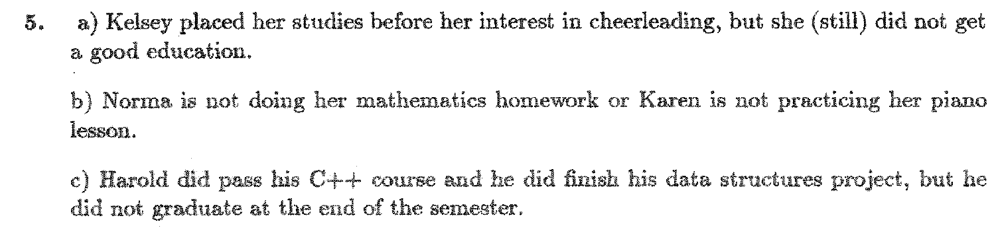 5. a) Kelsey placed her studies before her interest in cheerleading, but she (still) did not get
a good education.
b) Norma is not doing her mathematics homework or Karen is not practicing her piano
lesson.
c) Harold did pass his C++ course and he did finish his data structures project, but he
did not graduate at the end of the semester.